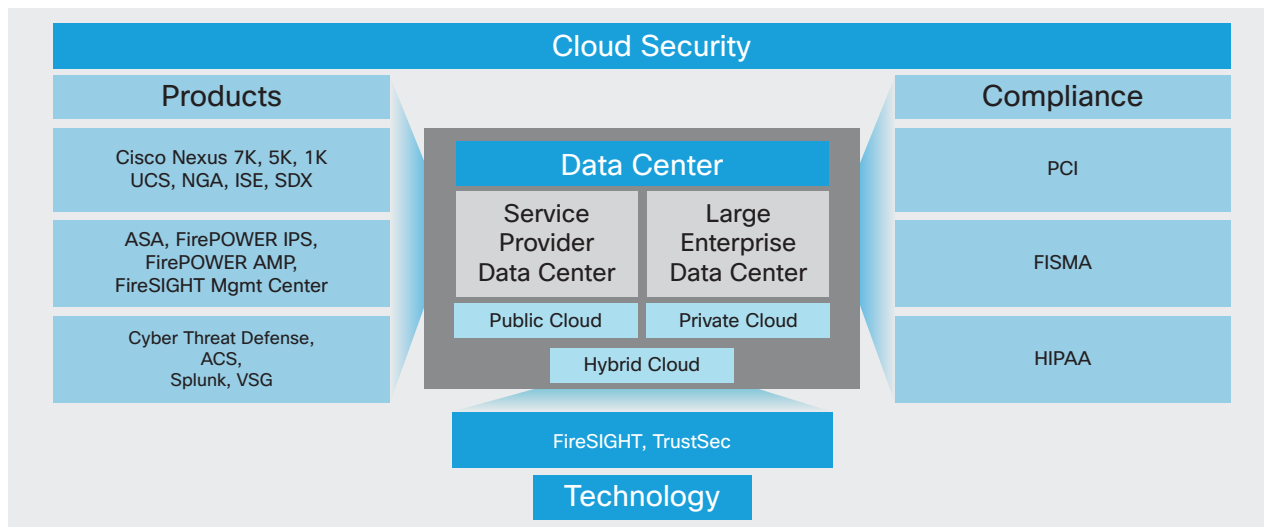 Cloud Security
Products
Cisco Nexus 7K, 5K, 1K
UCS, NGA, ISE, SDX
ASA, FirePOWER IPS,
FirePOWER AMP,
FireSIGHT Mgmt Center
Cyber Threat Defense,
ACS,
Splunk, VSG
Data Center
Service
Provider
Data Center
Large
Enterprise
Data Center
Public Cloud
Private Cloud
Hybrid Cloud
FireSIGHT, TrustSec
Technology
Compliance
PCI
FISMA
HIPAA